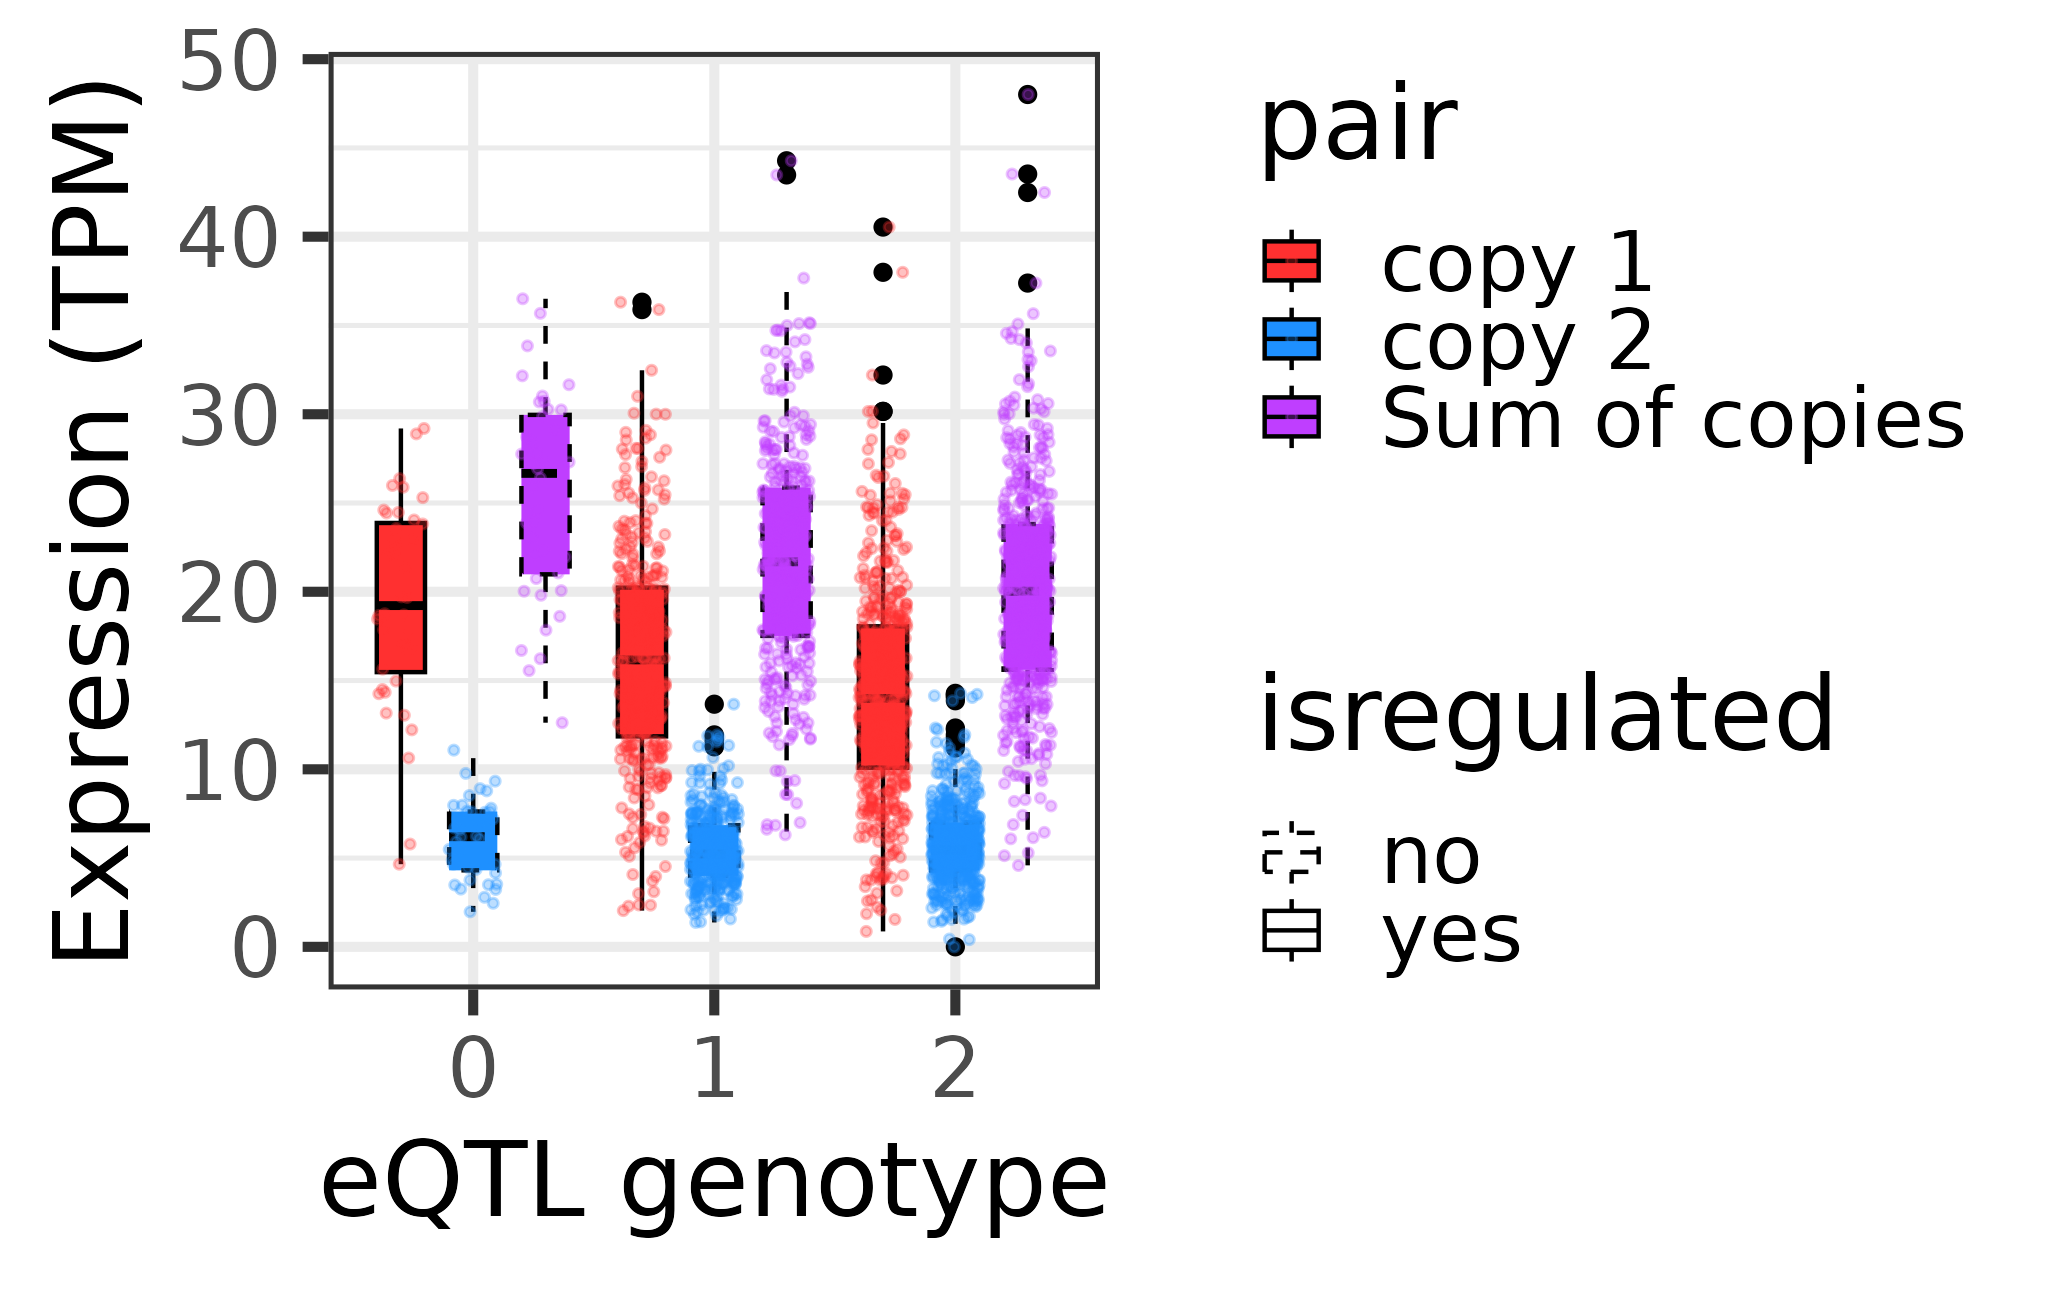 Expression (TPM)
50
40
30
20
10
0
0 1 2
eQTL genotype
pair
copy 1
copy 2
Sum of copies
isregulated
no
yes